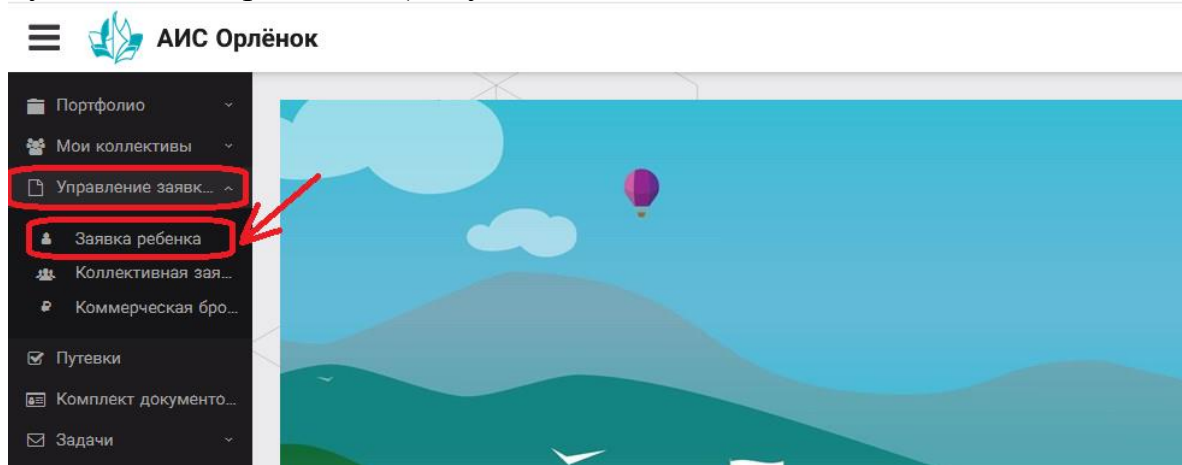 АИС Орлёнок
Портфолио
Мои коллективы
Управление заявк...
Заявка ребенка
Коллективная зая...
Коммерческая бро...
Путевки
Комплект документо...
Задачи